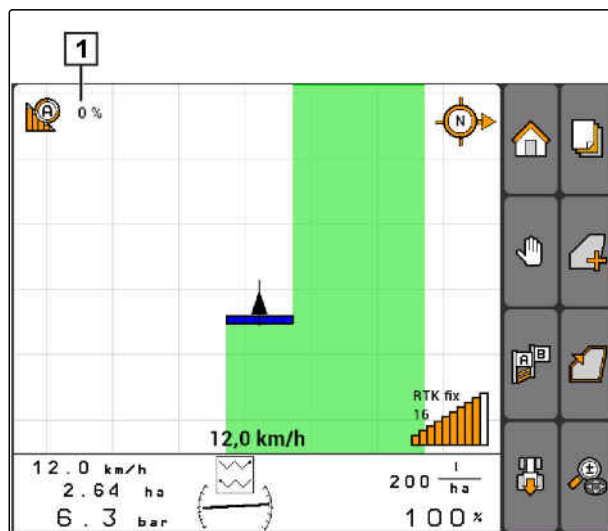 1
A
0 %
N
A B
RTK fix
16
12,0 km/h
12.0 km/h
2.64 ha
6.3 bar
200 l/ha
100 %